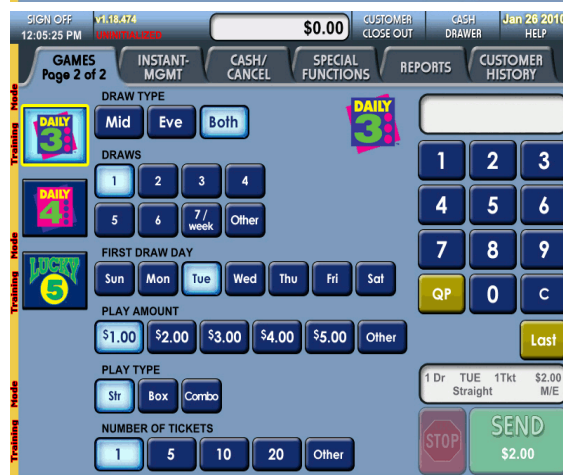 SIGN OFF
12:05:25 PM
v1.18.474
UNINITIALIZED
$0.00
CUSTOMER
CLOSE OUT
CASH
DRAWER
Jan 26 2010
HELP
GAMES
Page 2 of 2
INSTANT-
MGMT
CASH/
CANCEL
SPECIAL
FUNCTIONS
REPORTS
CUSTOMER
HISTORY
Training Mode
Training Mode
Training Mode
DAILY
3
DAILY
4
LUCKY
5
DRAW TYPE
Mid Eve Both
DAILY
3
DRAWS
1 2 3 4
5 6 7/ week Other
FIRST DRAW DAY
Sun Mon Tue Wed Thu Fri Sat
PLAY AMOUNT
$1.00 $2.00 $3.00 $4.00 $5.00 Other
PLAY TYPE
Str Box Combo
NUMBER OF TICKETS
1 5 10 20 Other
1 2 3
4 5 6
7 8 9
QP 0 C
Last
1 Dr TUE 1Tkt $2.00
Straight M/E
STOP
SEND
$2.00